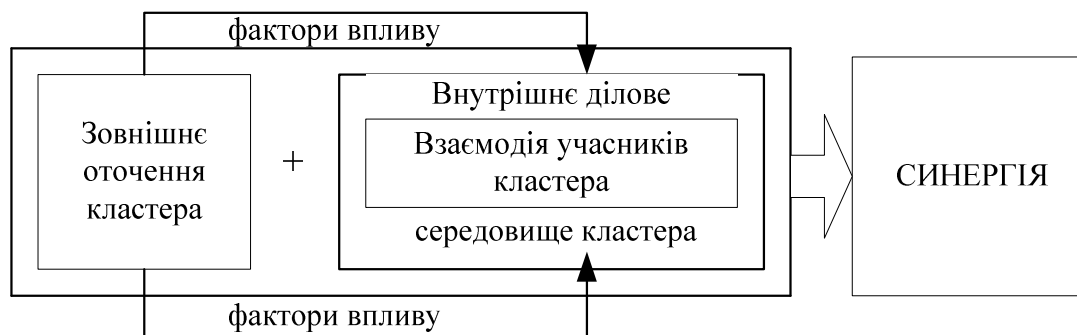 фактори впливу
Зовнішнє
оточення
кластера
+
Внутрішнє ділове
Взаємодія учасників
кластера
середовище кластера
СИНЕРГІЯ
фактори впливу